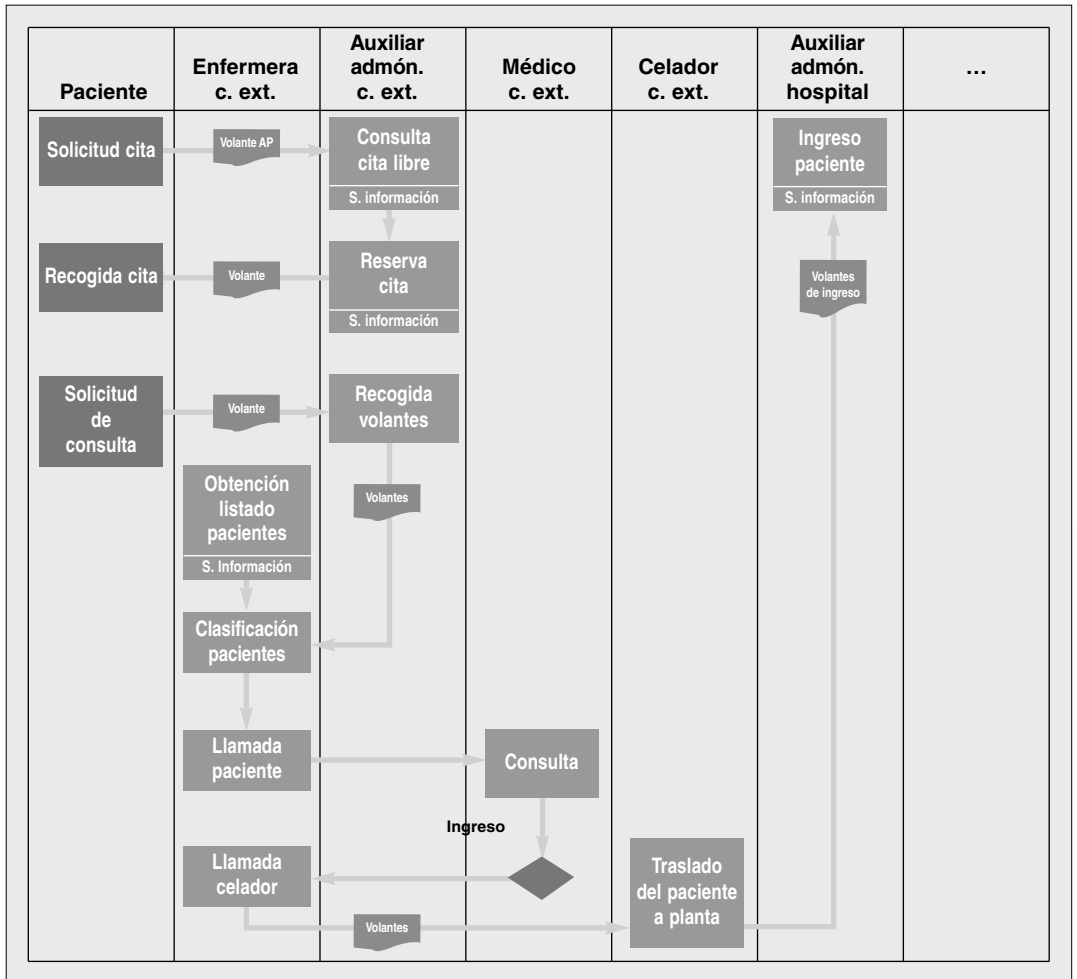 Paciente
Enfermera
c. ext.
Auxiliar
admón.
c. ext.
Médico
c. ext.
Celador
c. ext.
Auxiliar
admón.
hospital
…
Solicitud cita
Volante AP
Consulta
cita libre
S. información
Ingreso
paciente
S. información
Recogida cita
Volante
Reserva
cita
S. información
Volantes
de ingreso
Solicitud
de
consulta
Volante
Recogida
volantes
Obtención
listado
pacientes
S. Información
Volantes
Clasificación
pacientes
Llamada
paciente
Consulta
Ingreso
Llamada
celador
Traslado
del paciente
a planta
Volantes